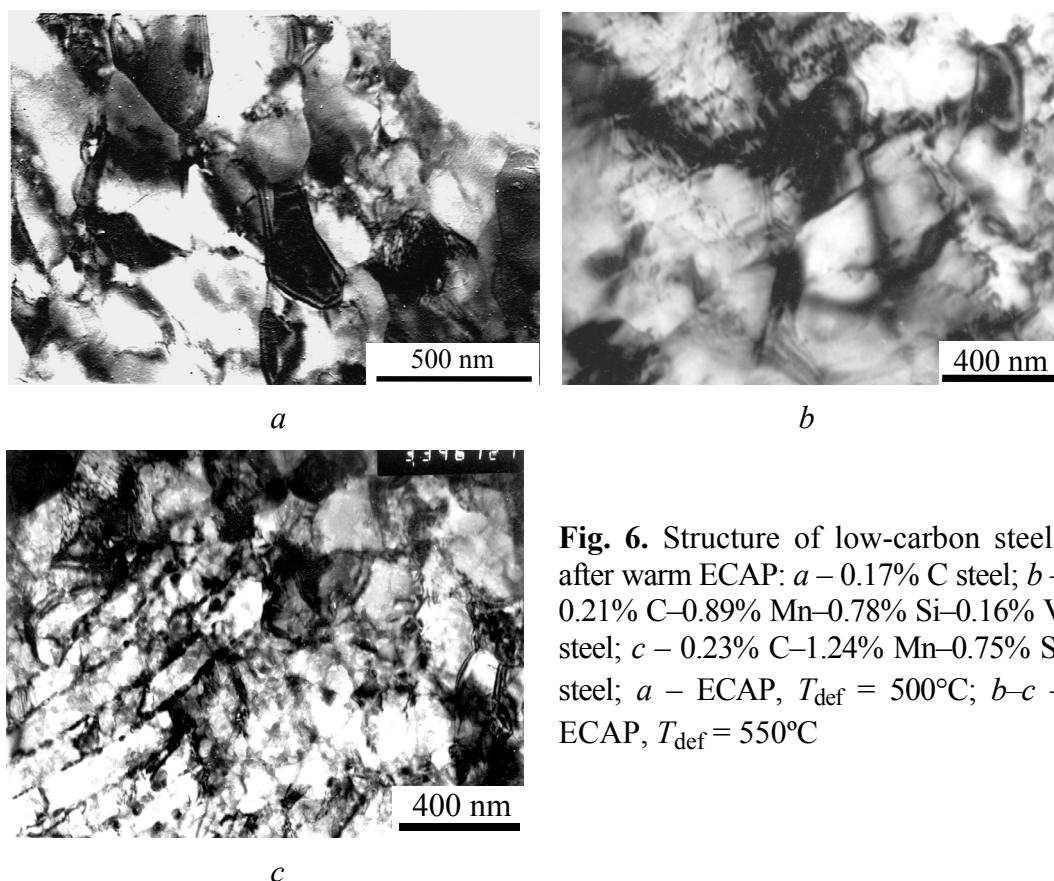 500 nm
400 nm
a
b
400 nm
Fig. 6. Structure of low-carbon steel
after warm ECAP: a – 0.17% C steel; b –
0.21% C–0.89% Mn–0.78% Si–0.16% V
steel; c – 0.23% C–1.24% Mn–0.75% S
steel; a – ECAP, Tdef = 500°C; b–c –
ECAP, Tdef = 550ºC
c